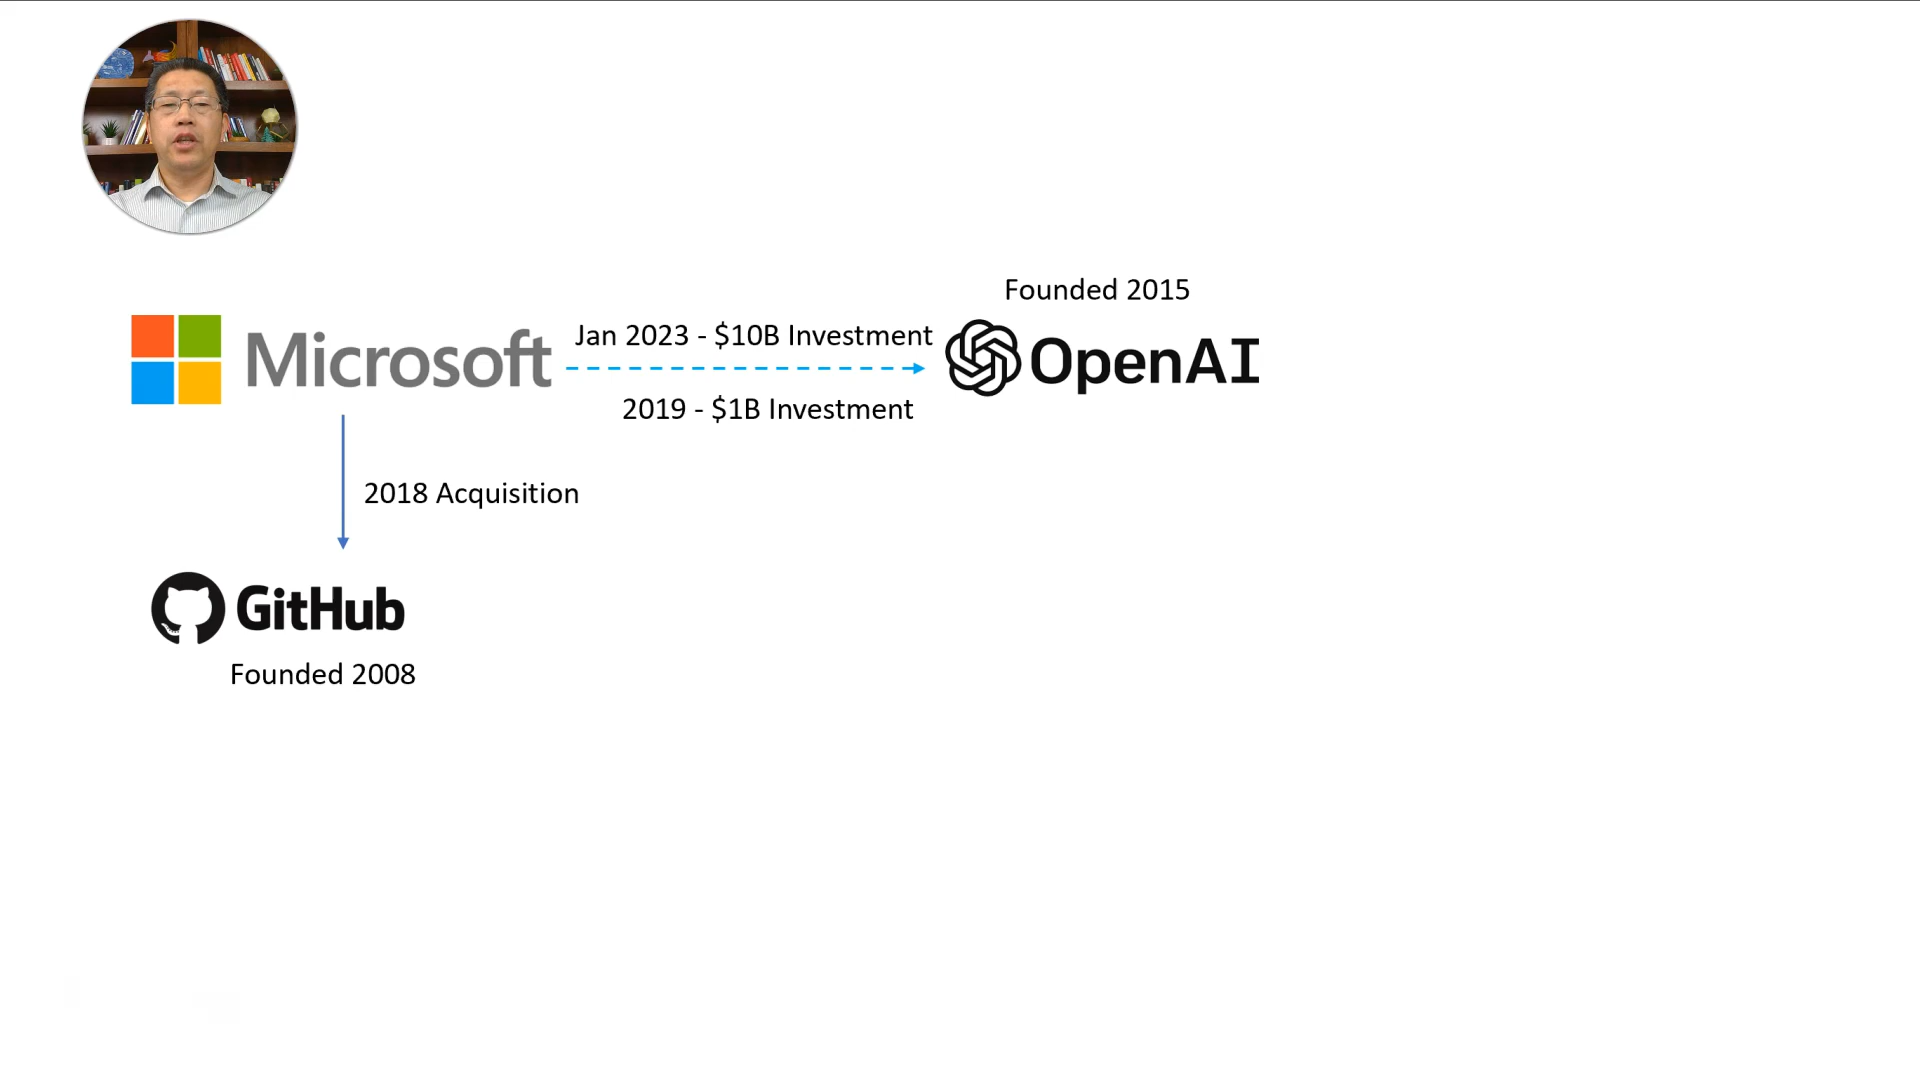 Founded 2015
Jan 2023 - $10B Investment
Microsoft
OpenAI
2019 - $1B Investment
2018 Acquisition
GitHub
Founded 2008